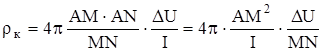 ρк = 4π AM · AN / MN · ΔU / I = 4π · AM² / I · ΔU / MN